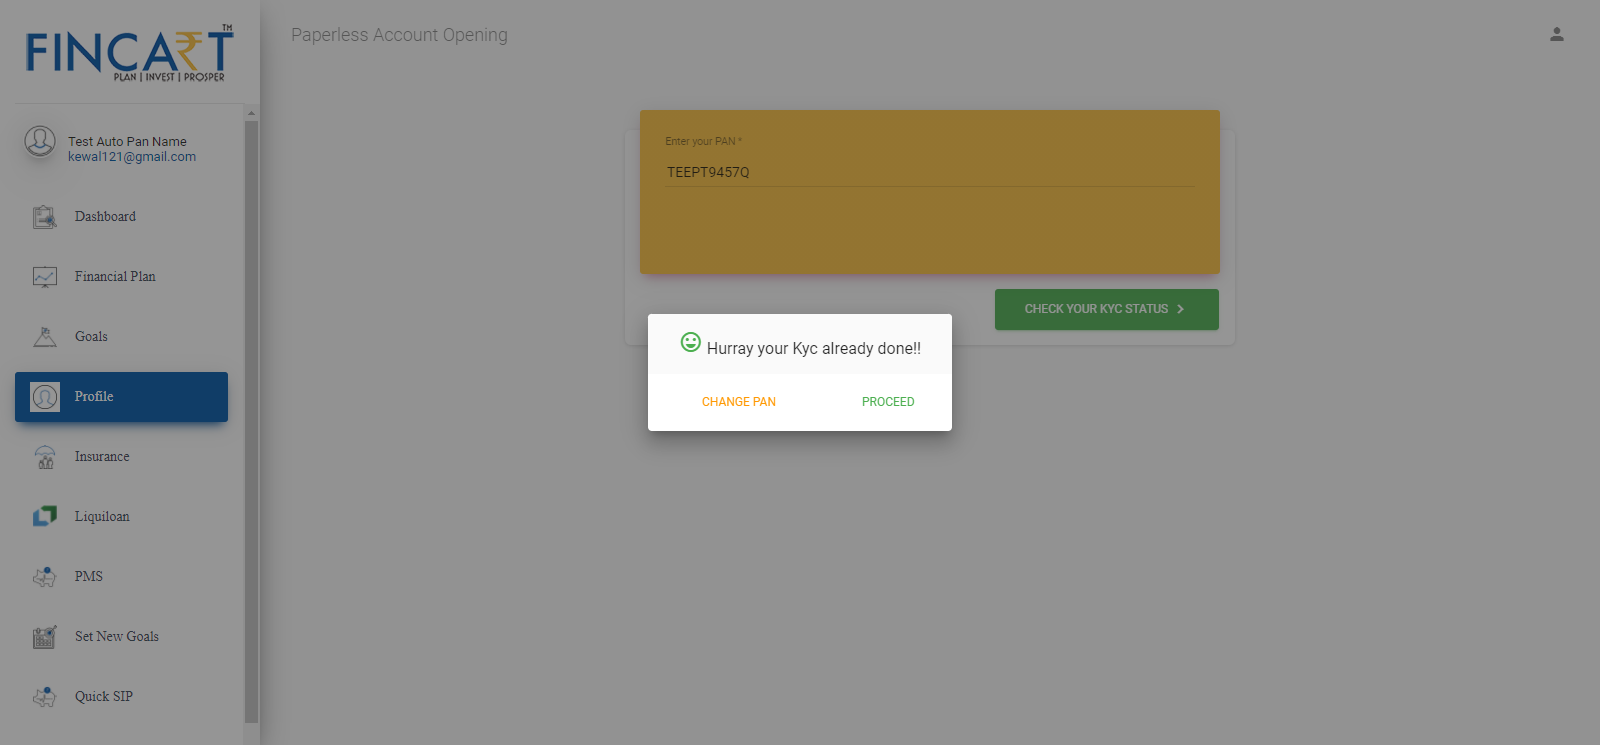 FINCART TM
PLAN | INVEST | PROSPER
Paperless Account Opening
Test Auto Pan Name
kewal121@gmail.com
Dashboard
Financial Plan
Goals
Profile
Insurance
Liquiloan
PMS
Set New Goals
Quick SIP
Enter your PAN *
TEEPT9457Q
CHECK YOUR KYC STATUS
Hurray your Kyc already done!!
CHANGE PAN
PROCEED